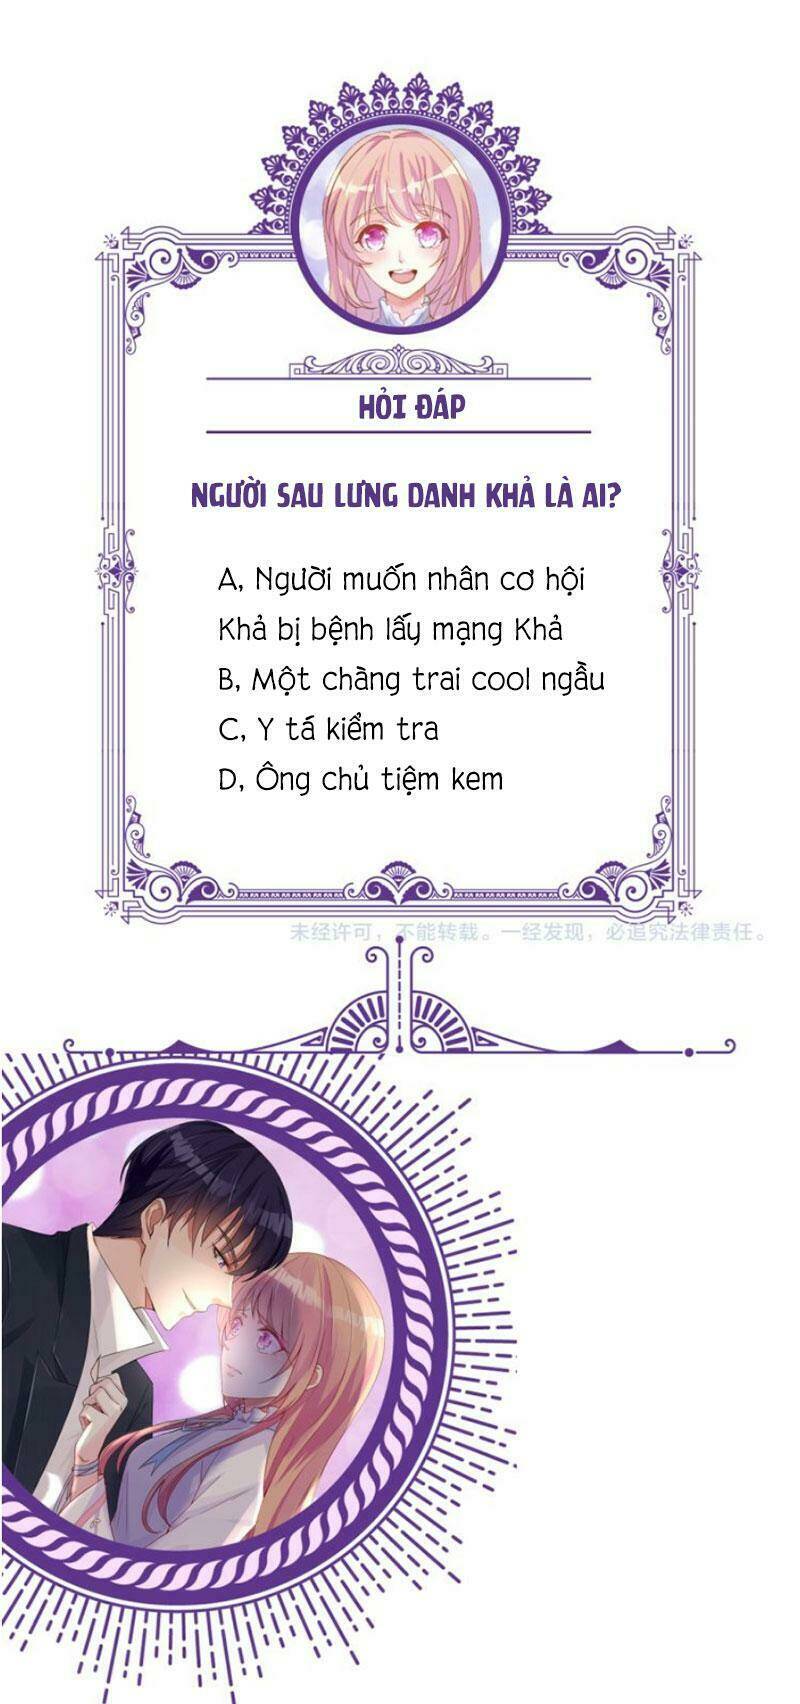 HỎI ĐÁP
NGƯỜI SAU LƯNG DANH KHẢ LÀ AI?
A, Người muốn nhân cơ hội
Khả bị bệnh lấy mạng Khả
B, Một chàng trai cool ngầu
C, Y tá kiểm tra
D, Ông chủ tiệm kem
未经许可，不能转载。一经发现，必追究法律责任。